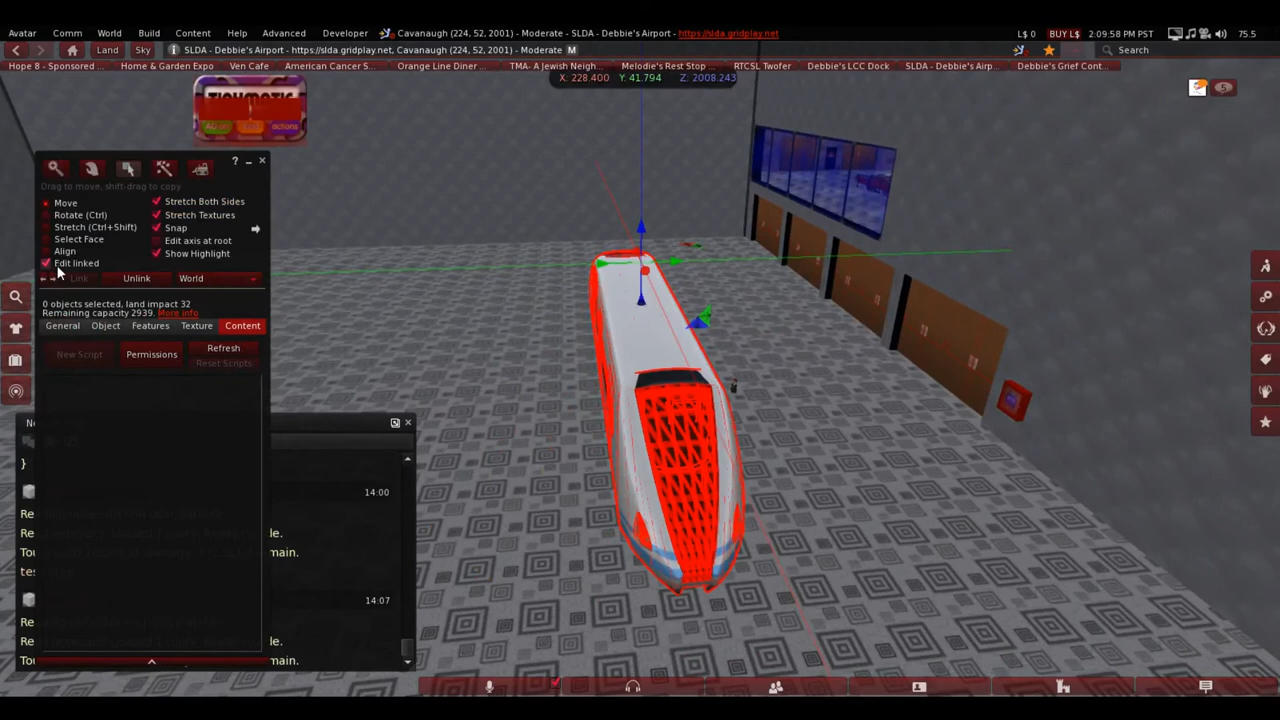 Avatar Comm World Build Content Help Advanced Developer Cavanaugh (224, 52, 2001) - Moderate - SLDA - Debbie's Airport - https://slda.gridplay.net L$ 0 BUY L$ 2:09:58 PM PST 75.5
Land Sky SLDA - Debbie's Airport - https://slda.gridplay.net, Cavanaugh (224, 52, 2001) - Moderate M Search
Hope 8 - Sponsored ... Home & Garden Expo Ven Cafe American Cancer S... Orange Line Diner ... TMA- A Jewish Neigh... Melodie's Rest Stop ... RTCSL Twofer Debbie's LCC Dock SLDA - Debbie's Airp... Debbie's Grief Cont...
X: 228.400 Y: 41.794 Z: 2008.243
5
actions
?
Drag to move, shift-drag to copy
Move
Rotate (Ctrl)
Stretch (Ctrl+Shift)
Select Face
Align
Edit linked
Stretch Both Sides
Stretch Textures
Snap
Edit axis at root
Show Highlight
Link Unlink World
0 objects selected, land impact 32
Remaining capacity 2939. More info
General Object Features Texture Content
New Script Permissions Refresh
Reset Scripts
}
14:00
de.
main.
14:07
de.
main.